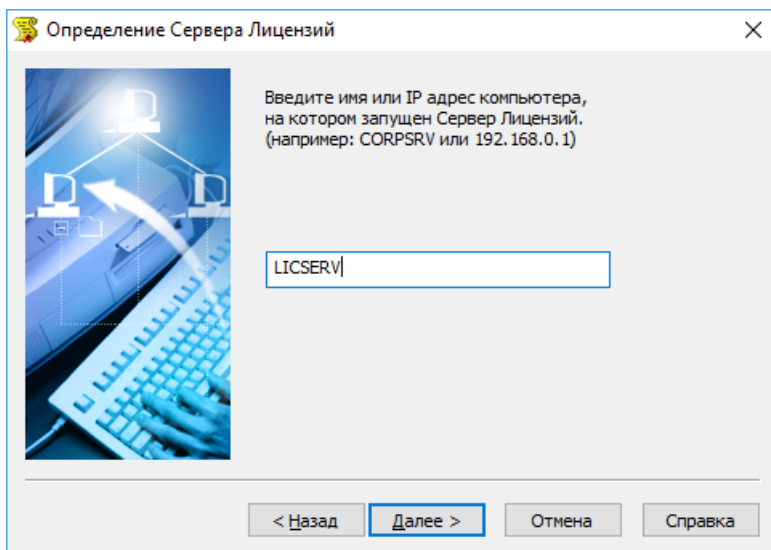 Определение Сервера Лицензий
Введите имя или IP адрес компьютера,
на котором запущен Сервер Лицензий.
(например: CORPSRV или 192.168.0.1)
LICSERV
< Назад
Далее >
Отмена
Справка